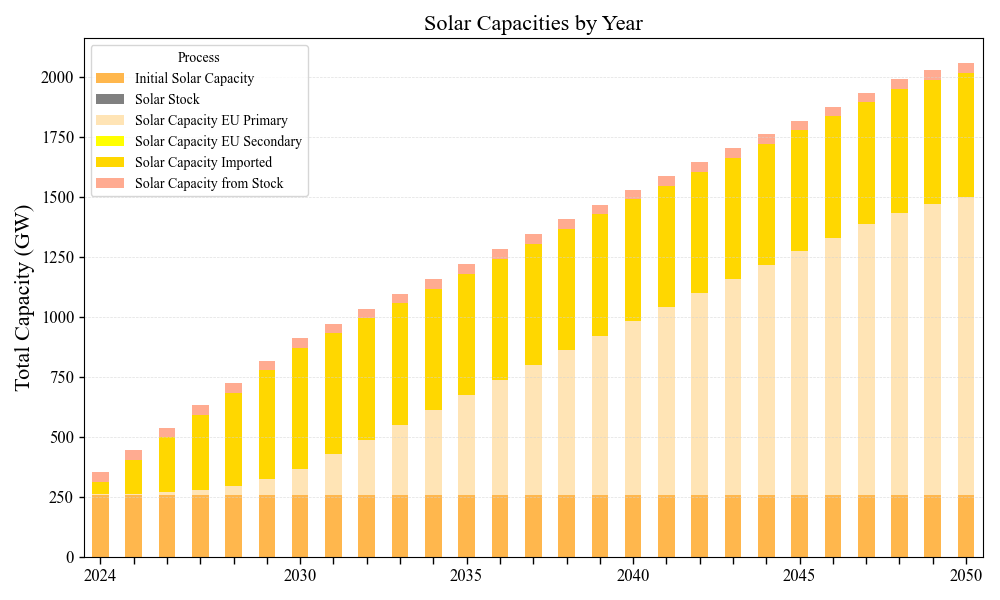 Solar Capacities by Year
Process
Initial Solar Capacity
Solar Stock
Solar Capacity EU Primary
Solar Capacity EU Secondary
Solar Capacity Imported
Solar Capacity from Stock
Total Capacity (GW)
2000
1750
1500
1250
1000
750
500
250
0
2024 2030 2035 2040 2045 2050